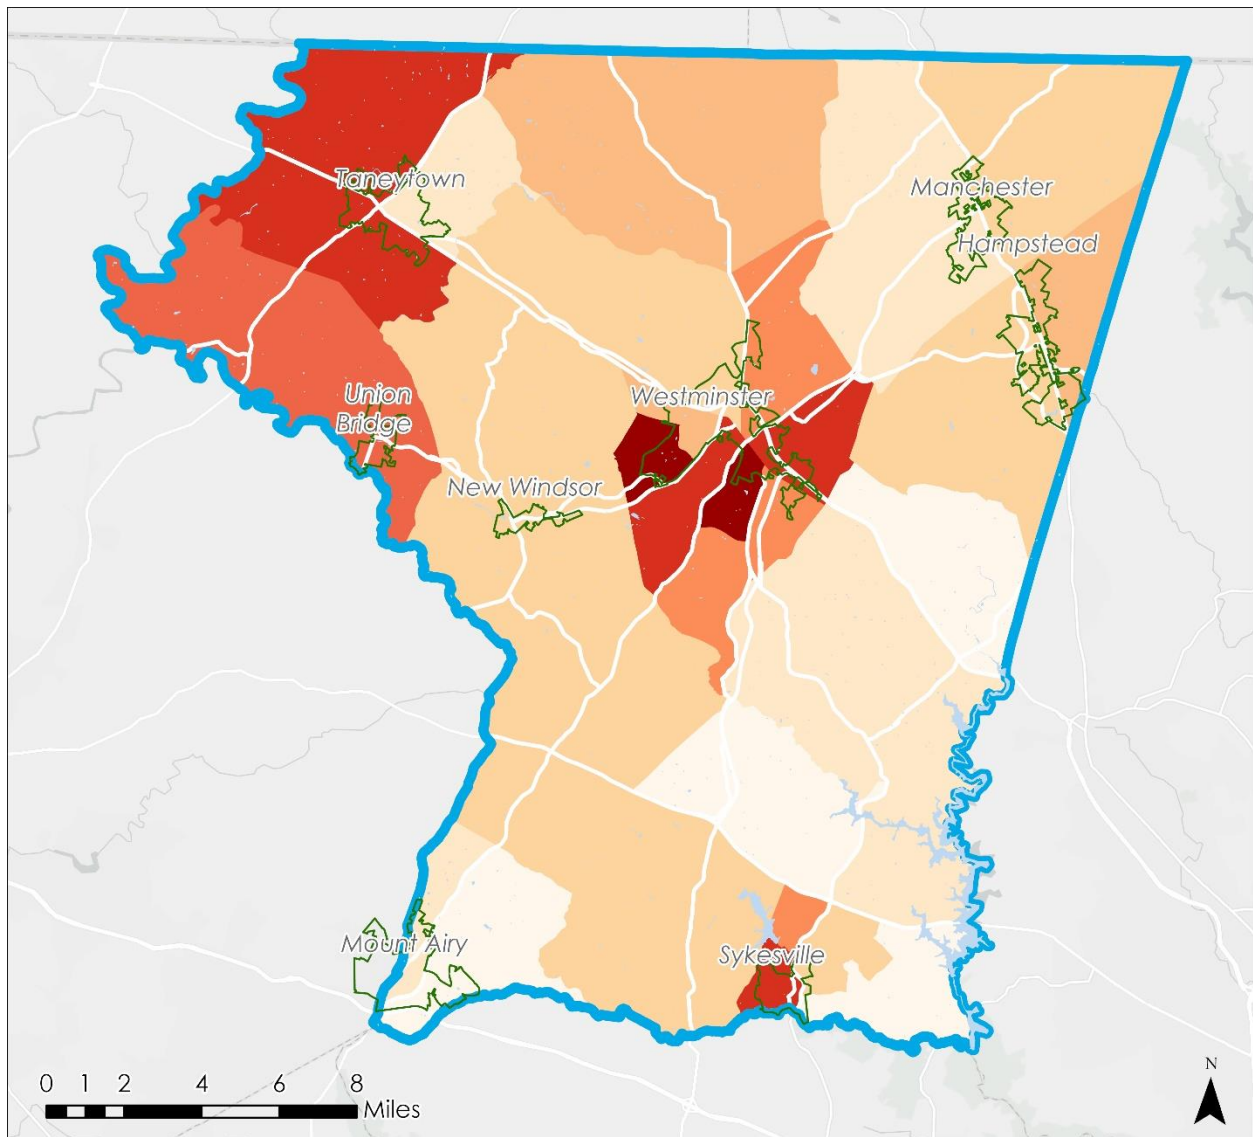 Taneytown
Manchester
Hampstead
Union
Bridge
Westminster
New Windsor
Mount Airy
Sykesville
0 1 2 4 6 8
Miles
N